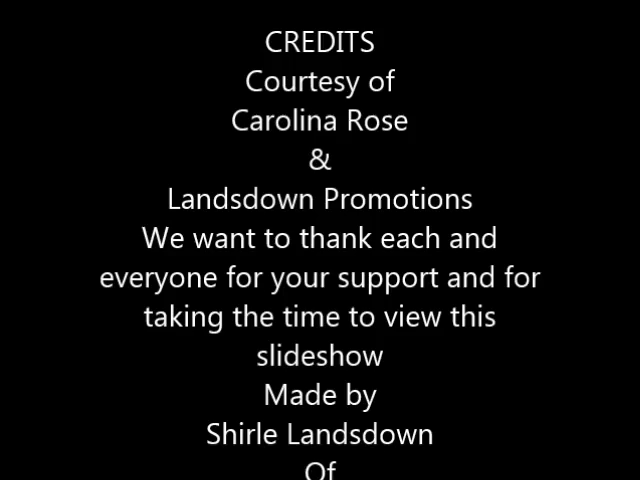 CREDITS
Courtesy of
Carolina Rose
&
Landsdown Promotions
We want to thank each and
everyone for your support and for
taking the time to view this
slideshow
Made by
Shirle Landsdown
Of